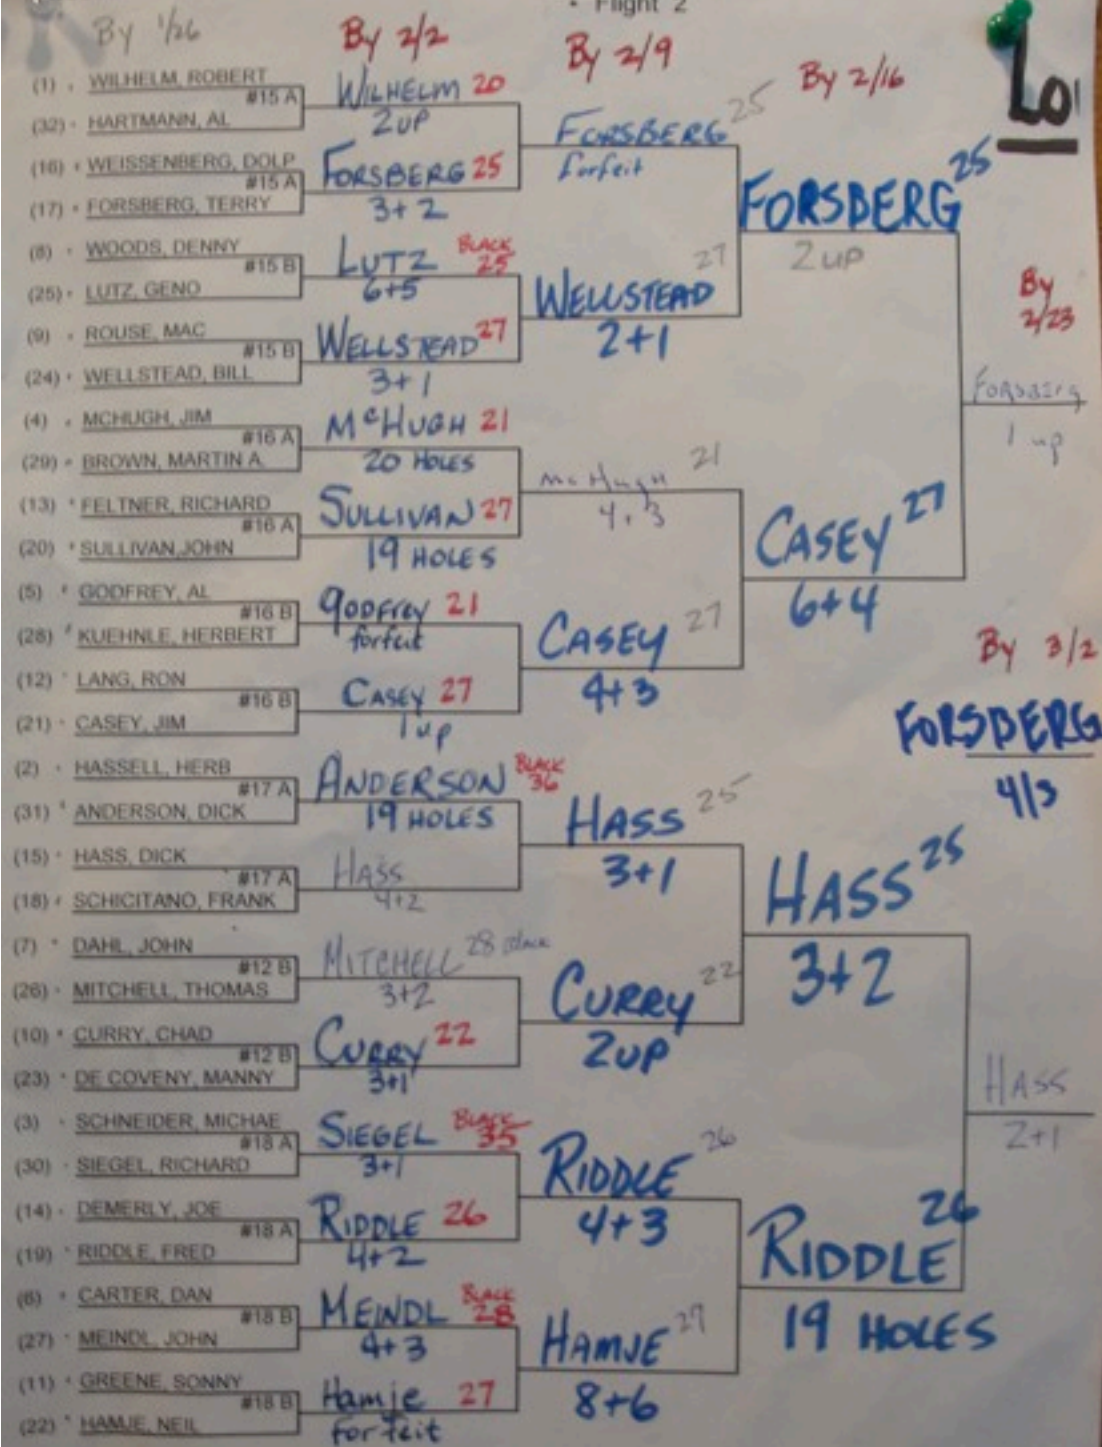 Flight 2
By 1/26
By 2/2
By 2/9
By 2/16
Lo
(1) WILHELM, ROBERT
#15 A
(32) HARTMANN, AL
(16) WEISSENBERG, DOLP
#15 A
(17) FORSBERG, TERRY
(8) WOODS, DENNY
#15 B
(25) LUTZ, GENO
(9) ROUSE, MAC
#15 B
(24) WELLSTEAD, BILL
(4) MCHUGH, JIM
#16 A
(29) BROWN, MARTIN A.
(13) FELTNER, RICHARD
#16 A
(20) SULLIVAN,JOHN
(5) GODFREY, AL
#16 B
(28) KUEHNLE, HERBERT
(12) LANG, RON
#16 B
(21) CASEY, JIM
(2) HASSELL, HERB
#17 A
(31) ANDERSON, DICK
(15) HASS, DICK
#17 A
(18) SCHICITANO, FRANK
(7) DAHL, JOHN
#12 B
(26) MITCHELL, THOMAS
(10) CURRY, CHAD
#12 B
(23) DE COVENY, MANNY
(3) SCHNEIDER, MICHAE
#18 A
(30) SIEGEL, RICHARD
(14) DEMERLY, JOE
#18 A
(19) RIDDLE, FRED
(6) CARTER, DAN
#18 B
(27) MEINDL, JOHN
(11) GREENE, SONNY
#18 B
(22) HAMJE, NEIL
WILHELM 20
2UP
FORSBERG 25
3+2
LUTZ BLACK 25
6+5
WELLSTEAD 27
3+1
McHUGH 21
20 HOLES
SULLIVAN 27
19 HOLES
GODFREY 21
forfeit
CASEY 27
1 up
ANDERSON BLACK 36
19 HOLES
HASS
4+2
MITCHELL 28 Black
3+2
CURRY 22
3+1
SIEGEL BLACK 35
3+1
RIDDLE 26
4+2
MEINDL BLACK 28
4+3
Hamje 27
forfeit
FORSBERG 25
forfeit
WELLSTEAD 27
2+1
McHugh 21
4+3
CASEY 27
4+3
HASS 25
3+1
CURRY 22
2UP
RIDDLE 26
4+3
HAMJE 27
8+6
FORSBERG 25
2 UP
CASEY 27
6+4
HASS 25
3+2
RIDDLE 26
19 HOLES
By
2/23
FORSBERG
1 up
HASS
2+1
By 3/2
FORSBERG
4/3